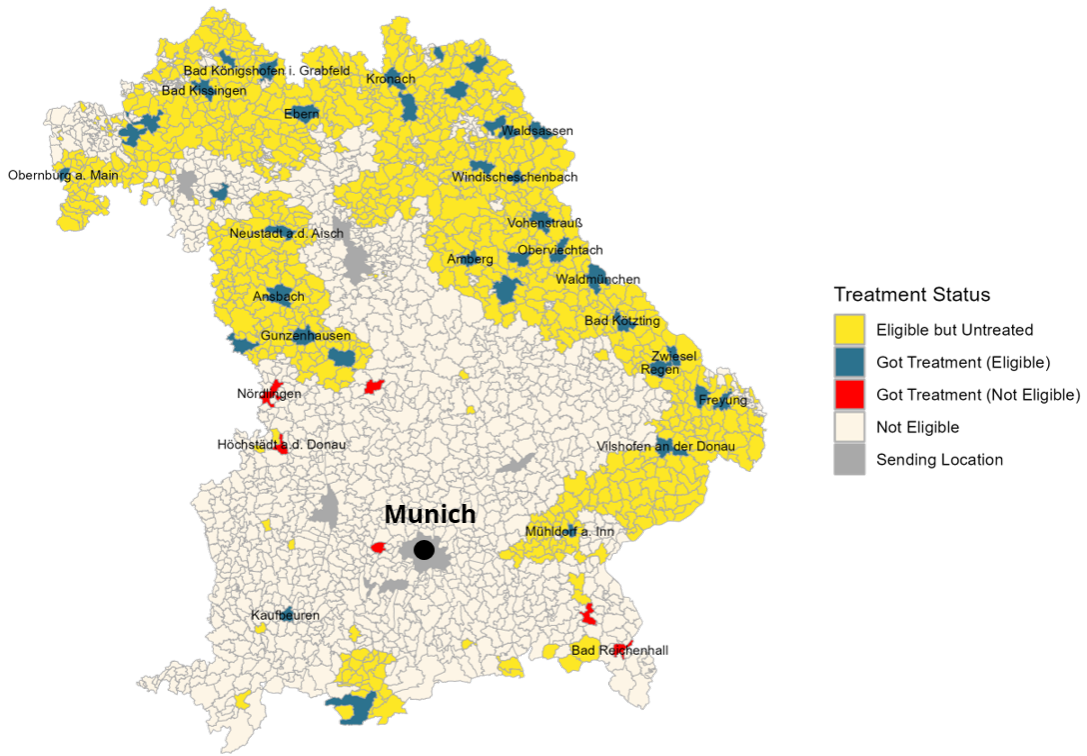 Bad Königshofen i. Grabfeld
Kronach
Bad Kissingen
Ebern
Waldsassen
Obernburg a. Main
Windischeschenbach
Vohenstrauß
Neustadt a.d. Aisch
Oberviechtach
Amberg
Waldmünchen
Ansbach
Bad Kötzting
Gunzenhausen
Zwiesel
Regen
Nördlingen
Freyung
Höchstädt a.d. Donau
Vilshofen an der Donau
Munich
Mühldorf a. Inn
Kaufbeuren
Bad Reichenhall
Treatment Status
Eligible but Untreated
Got Treatment (Eligible)
Got Treatment (Not Eligible)
Not Eligible
Sending Location